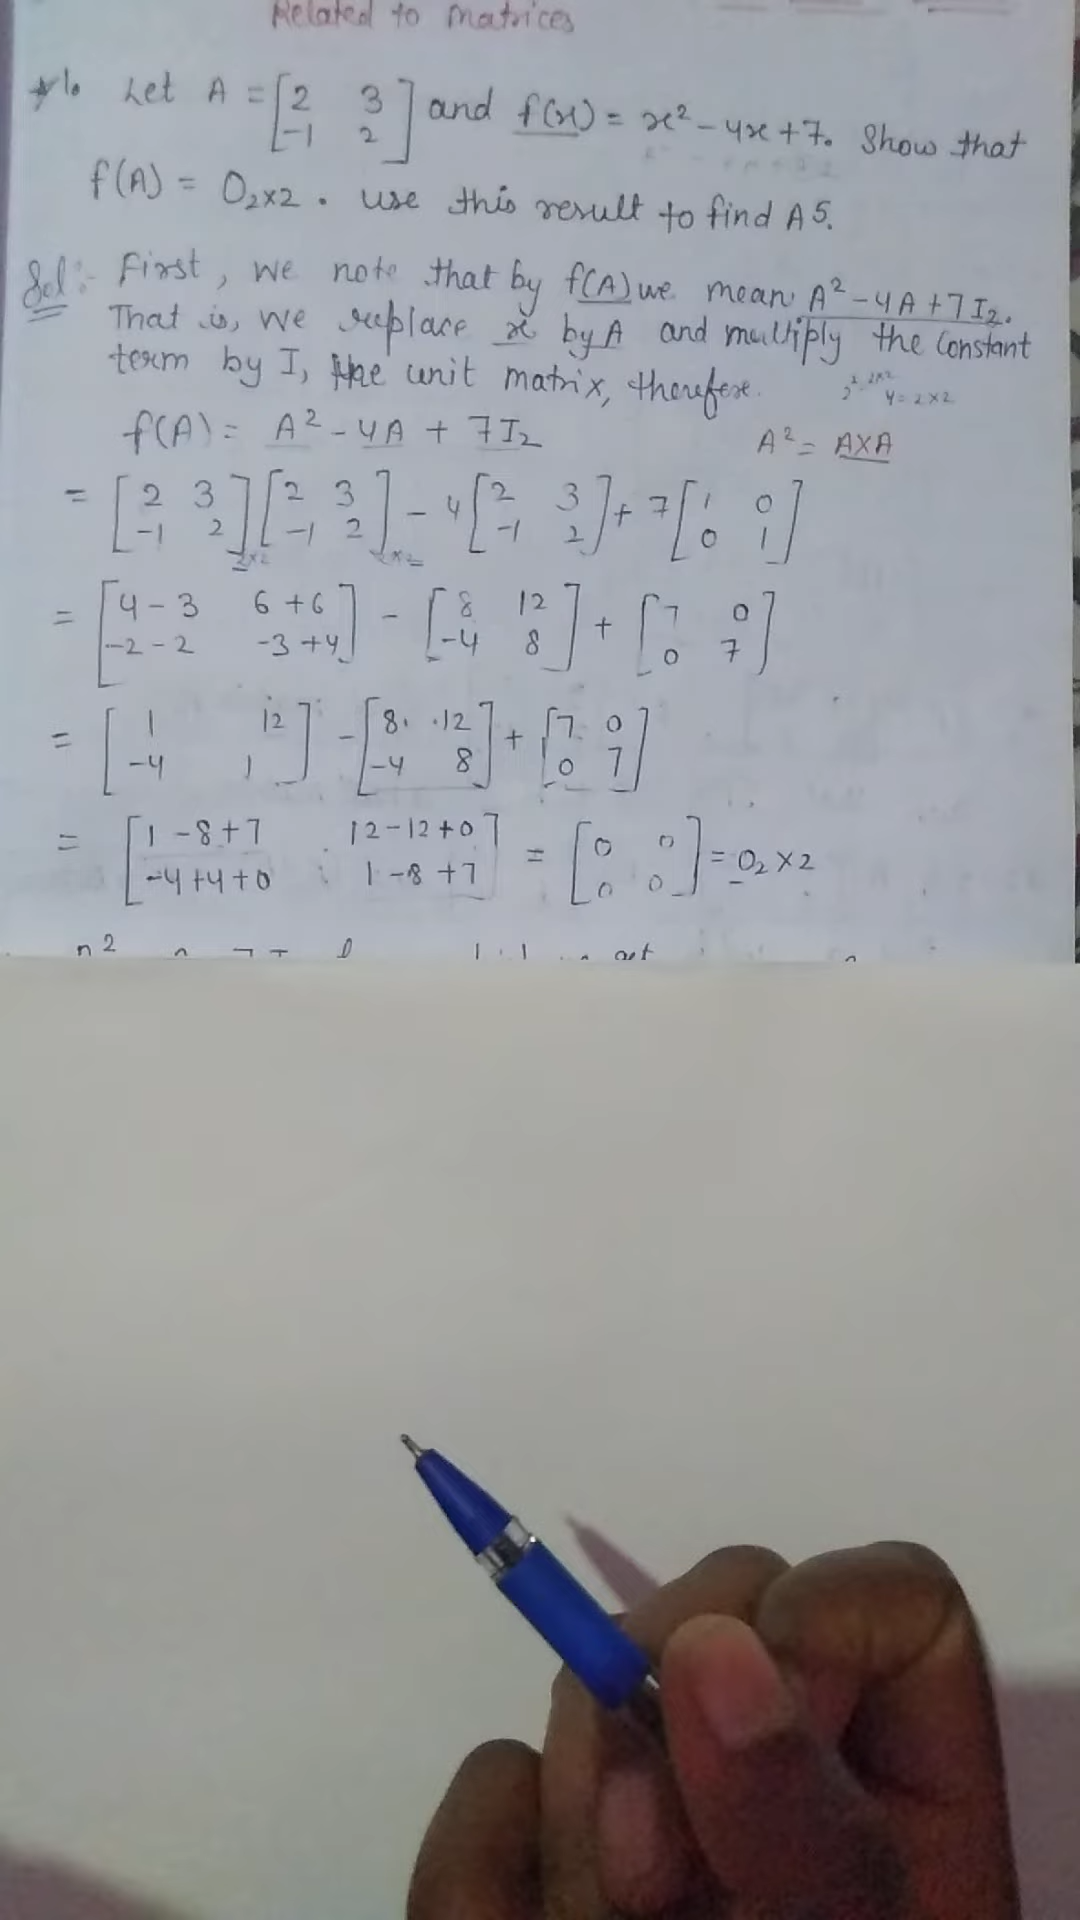 Related to Matrices
*1. Let A = [2 3 -1 2] and f(x) = x² - 4x + 7. Show that
f(A) = O2x2. use this result to find A5.
Sol:- First, we note that by f(A) we mean A² - 4A + 7I2.
That is, we replace x by A and multiply the constant
term by I, the unit matrix, therefore.
4 = 2x2
f(A) = A² - 4A + 7I2
A² = AXA
= [2 3 -1 2]2x2 [2 3 -1 2] - 4 [2 3 -1 2] + 7 [1 0 0 1]
= [4-3 6+6 -2-2 -3+4] - [8 12 -4 8] + [7 0 0 7]
= [1 12 -4 1] - [8 12 -4 8] + [7 0 0 7]
= [1-8+7 12-12+0 -4+4+0 1-8+7] = [0 0 0 0] = O2X2